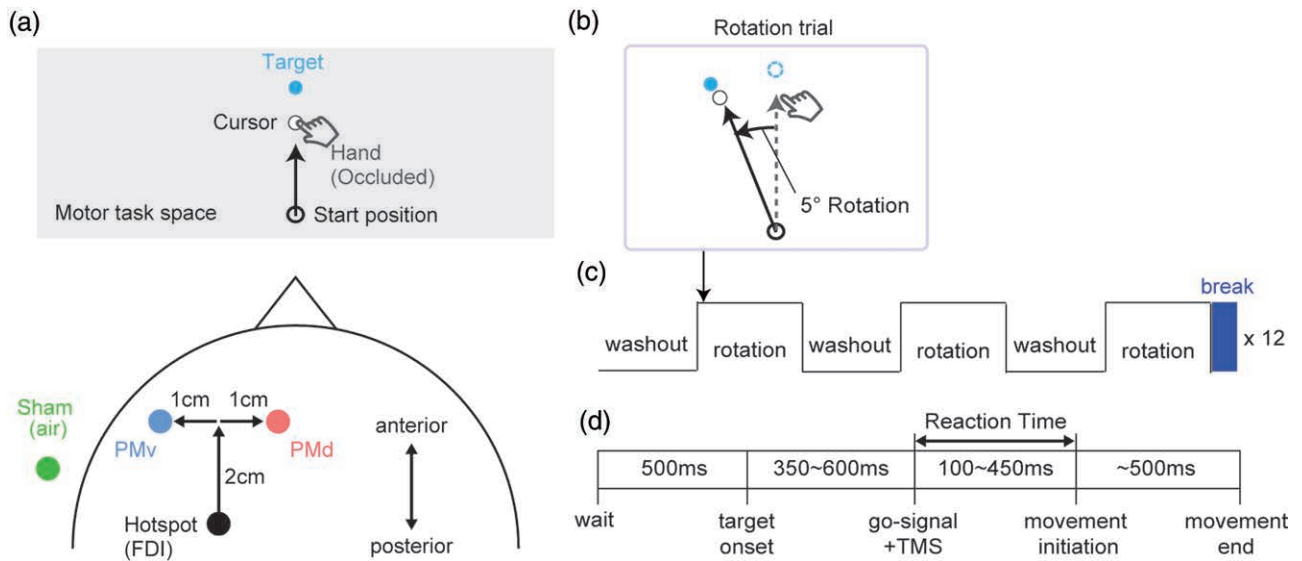 (a)
Target
Cursor
Hand
(Occluded)
Motor task space
Start position
1cm 1cm
Sham
(air)
PMv
PMd
2cm
Hotspot
(FDI)
anterior
posterior
(b)
Rotation trial
5° Rotation
(c)
break
washout rotation washout rotation washout rotation
x 12
(d)
Reaction Time
500ms 350~600ms 100~450ms ~500ms
wait target go-signal movement movement
onset +TMS initiation end